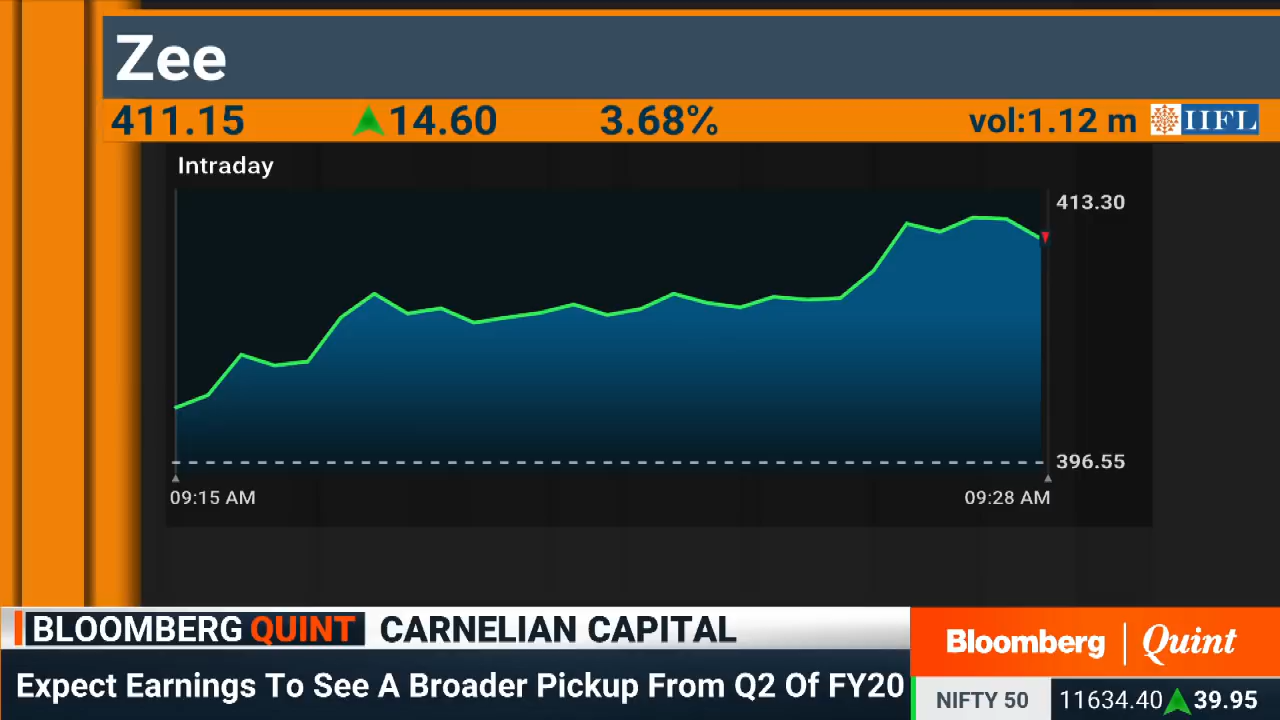 Zee
411.15 14.60 3.68% vol:1.12 m IIFL
Intraday
413.30
396.55
09:15 AM 09:28 AM
BLOOMBERG QUINT CARNELIAN CAPITAL
Expect Earnings To See A Broader Pickup From Q2 Of FY20
Bloomberg | Quint
NIFTY 50 11634.40 39.95